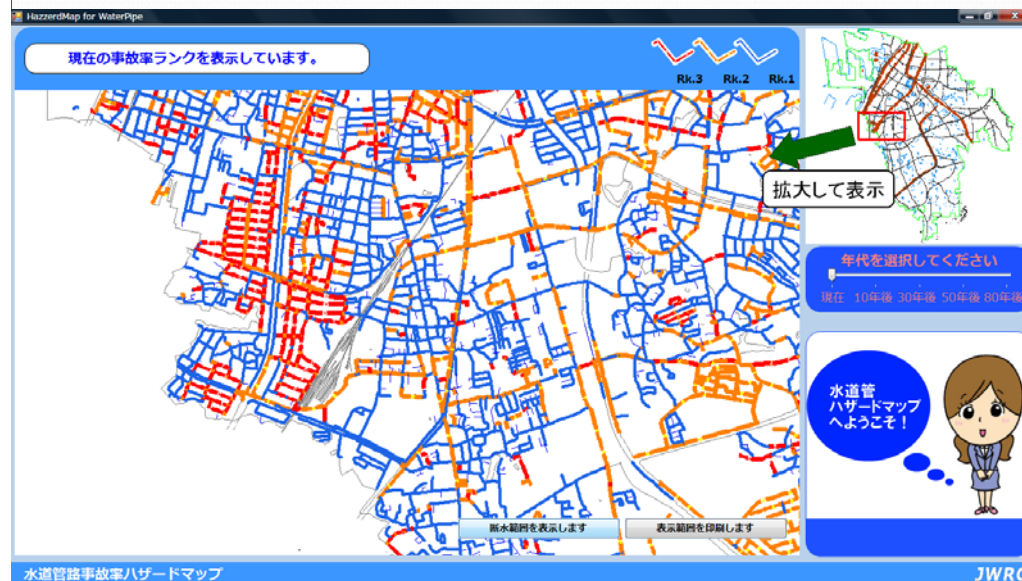 HazzerdMap for WaterPipe
現在の事故率ランクを表示しています。
Rk.3 Rk.2 Rk.1
拡大して表示
年代を選択してください
現在 10年後 30年後 50年後 80年後
水道管
ハザードマップ
へようこそ！
断水範囲を表示します
表示範囲を印刷します
水道管路事故率ハザードマップ
JWRC